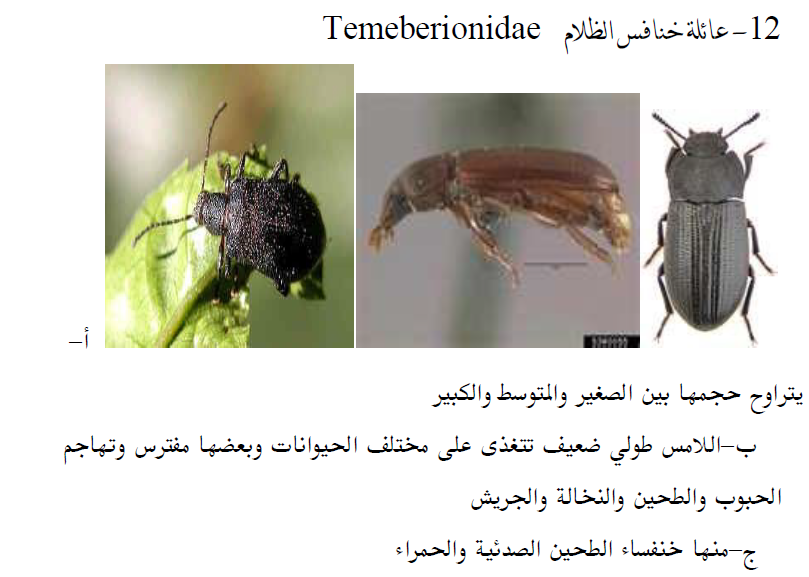 12-عائلة خنافس الظلام Temeberionidae
أ-
يتراوح حجمها بين الصغير والمتوسط والكبير
ب-اللامس طولي ضعيف تتغذى على مختلف الحيوانات وبعضها مفترس وتهاجم
الحبوب والطحين والنخالة والجريش
ج-منها خنفساء الطحين الصدئية والحمراء